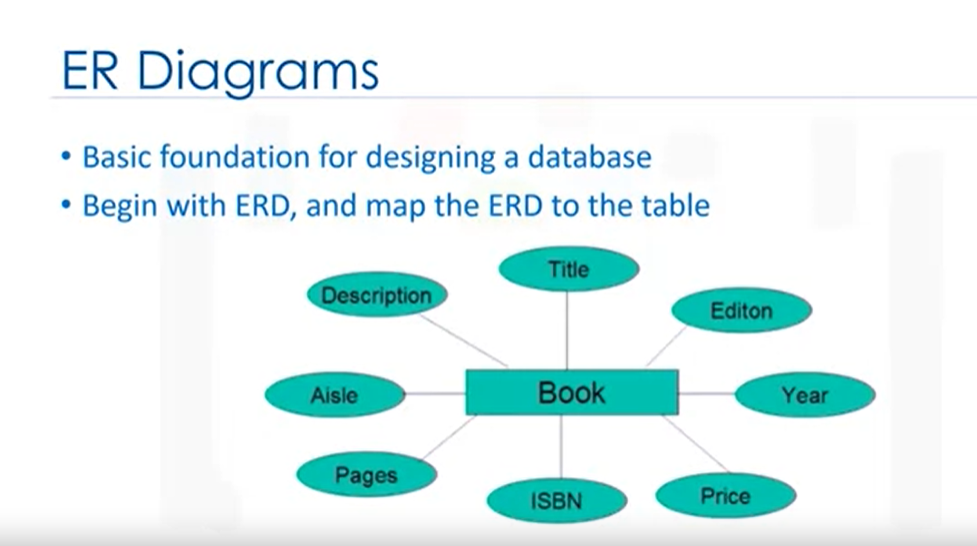 ER Diagrams
• Basic foundation for designing a database
• Begin with ERD, and map the ERD to the table
Title
Description
Editon
Aisle
Book
Year
Pages
ISBN
Price